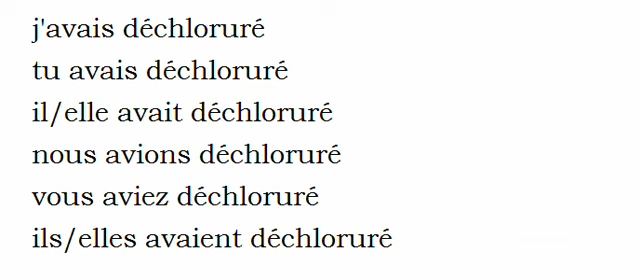 j'avais déchloruré
tu avais déchloruré
il/elle avait déchloruré
nous avions déchloruré
vous aviez déchloruré
ils/elles avaient déchloruré